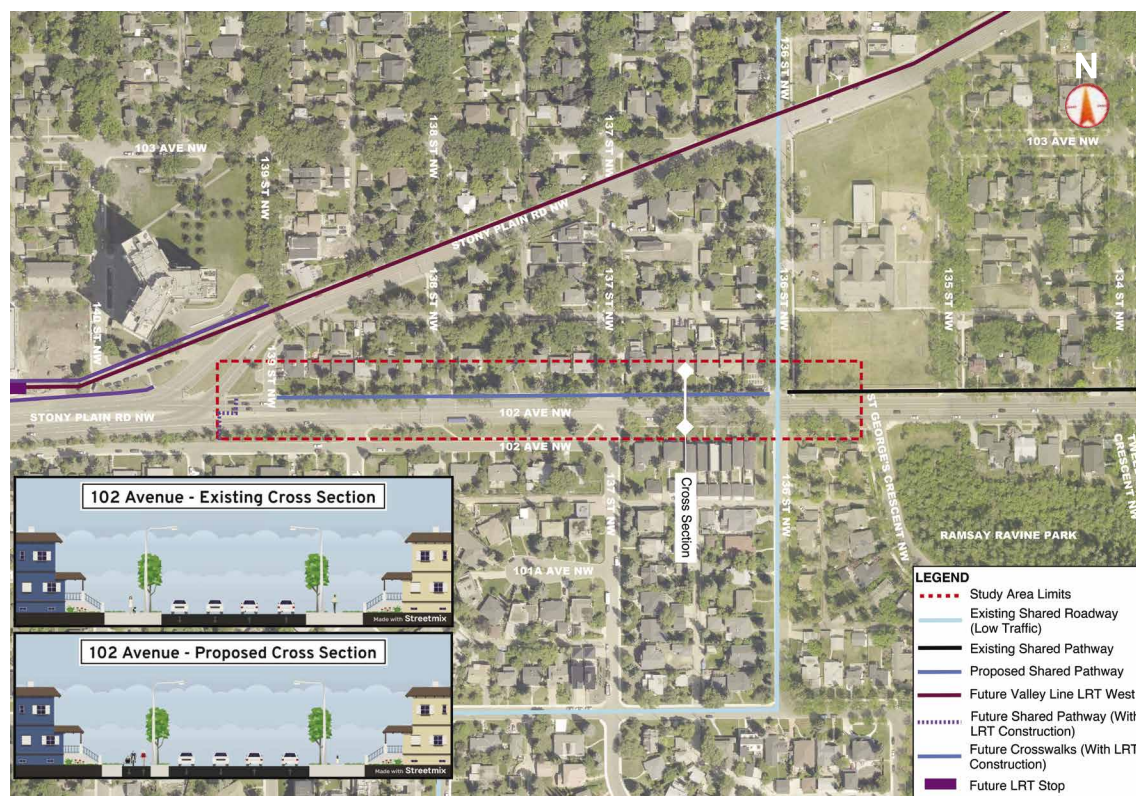 N
136 ST NW
103 AVE NW
103 AVE NW
139 ST NW
138 ST NW
137 ST NW
STONY PLAIN RD NW
140 ST NW
139 ST NW
138 ST NW
137 ST NW
136 ST NW
135 ST NW
134 ST NW
STONY PLAIN RD NW
102 AVE NW
102 AVE NW
ST GEORGE'S CRESCENT NW
CRESCENT NW
137 ST NW
Cross Section
136 ST NW
101A AVE NW
RAMSAY RAVINE PARK
102 Avenue - Existing Cross Section
Made with Streetmix
102 Avenue - Proposed Cross Section
Made with Streetmix
LEGEND
Study Area Limits
Existing Shared Roadway
(Low Traffic)
Existing Shared Pathway
Proposed Shared Pathway
Future Valley Line LRT West
Future Shared Pathway (With
LRT Construction)
Future Crosswalks (With LRT
Construction)
Future LRT Stop